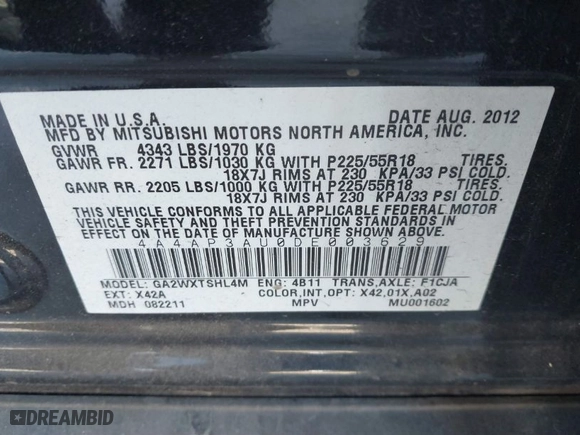 MADE IN U.S.A. DATE AUG. 2012
MFD BY MITSUBISHI MOTORS NORTH AMERICA, INC.
GVWR 4343 LBS/1970 KG
GAWR FR. 2271 LBS/1030 KG WITH P225/55R18 TIRES.
18X7J RIMS AT 230 KPA/33 PSI COLD.
GAWR RR. 2205 LBS/1000 KG WITH P225/55R18 TIRES.
18X7J RIMS AT 230 KPA/33 PSI COLD.
THIS VEHICLE CONFORMS TO ALL APPLICABLE FEDERAL MOTOR
VEHICLE SAFETY AND THEFT PREVENTION STANDARDS IN
EFFECT ON THE DATE OF MANUFACTURE SHOWN ABOVE.
4A4AP3AU0DE003629
MODEL: GA2WXTSHL4M ENG: 4B11 TRANS,AXLE: F1CJA
EXT: X42A COLOR,INT,OPT: X42,01X,A02
MDH 082211 MPV MU001602
DREAMBID